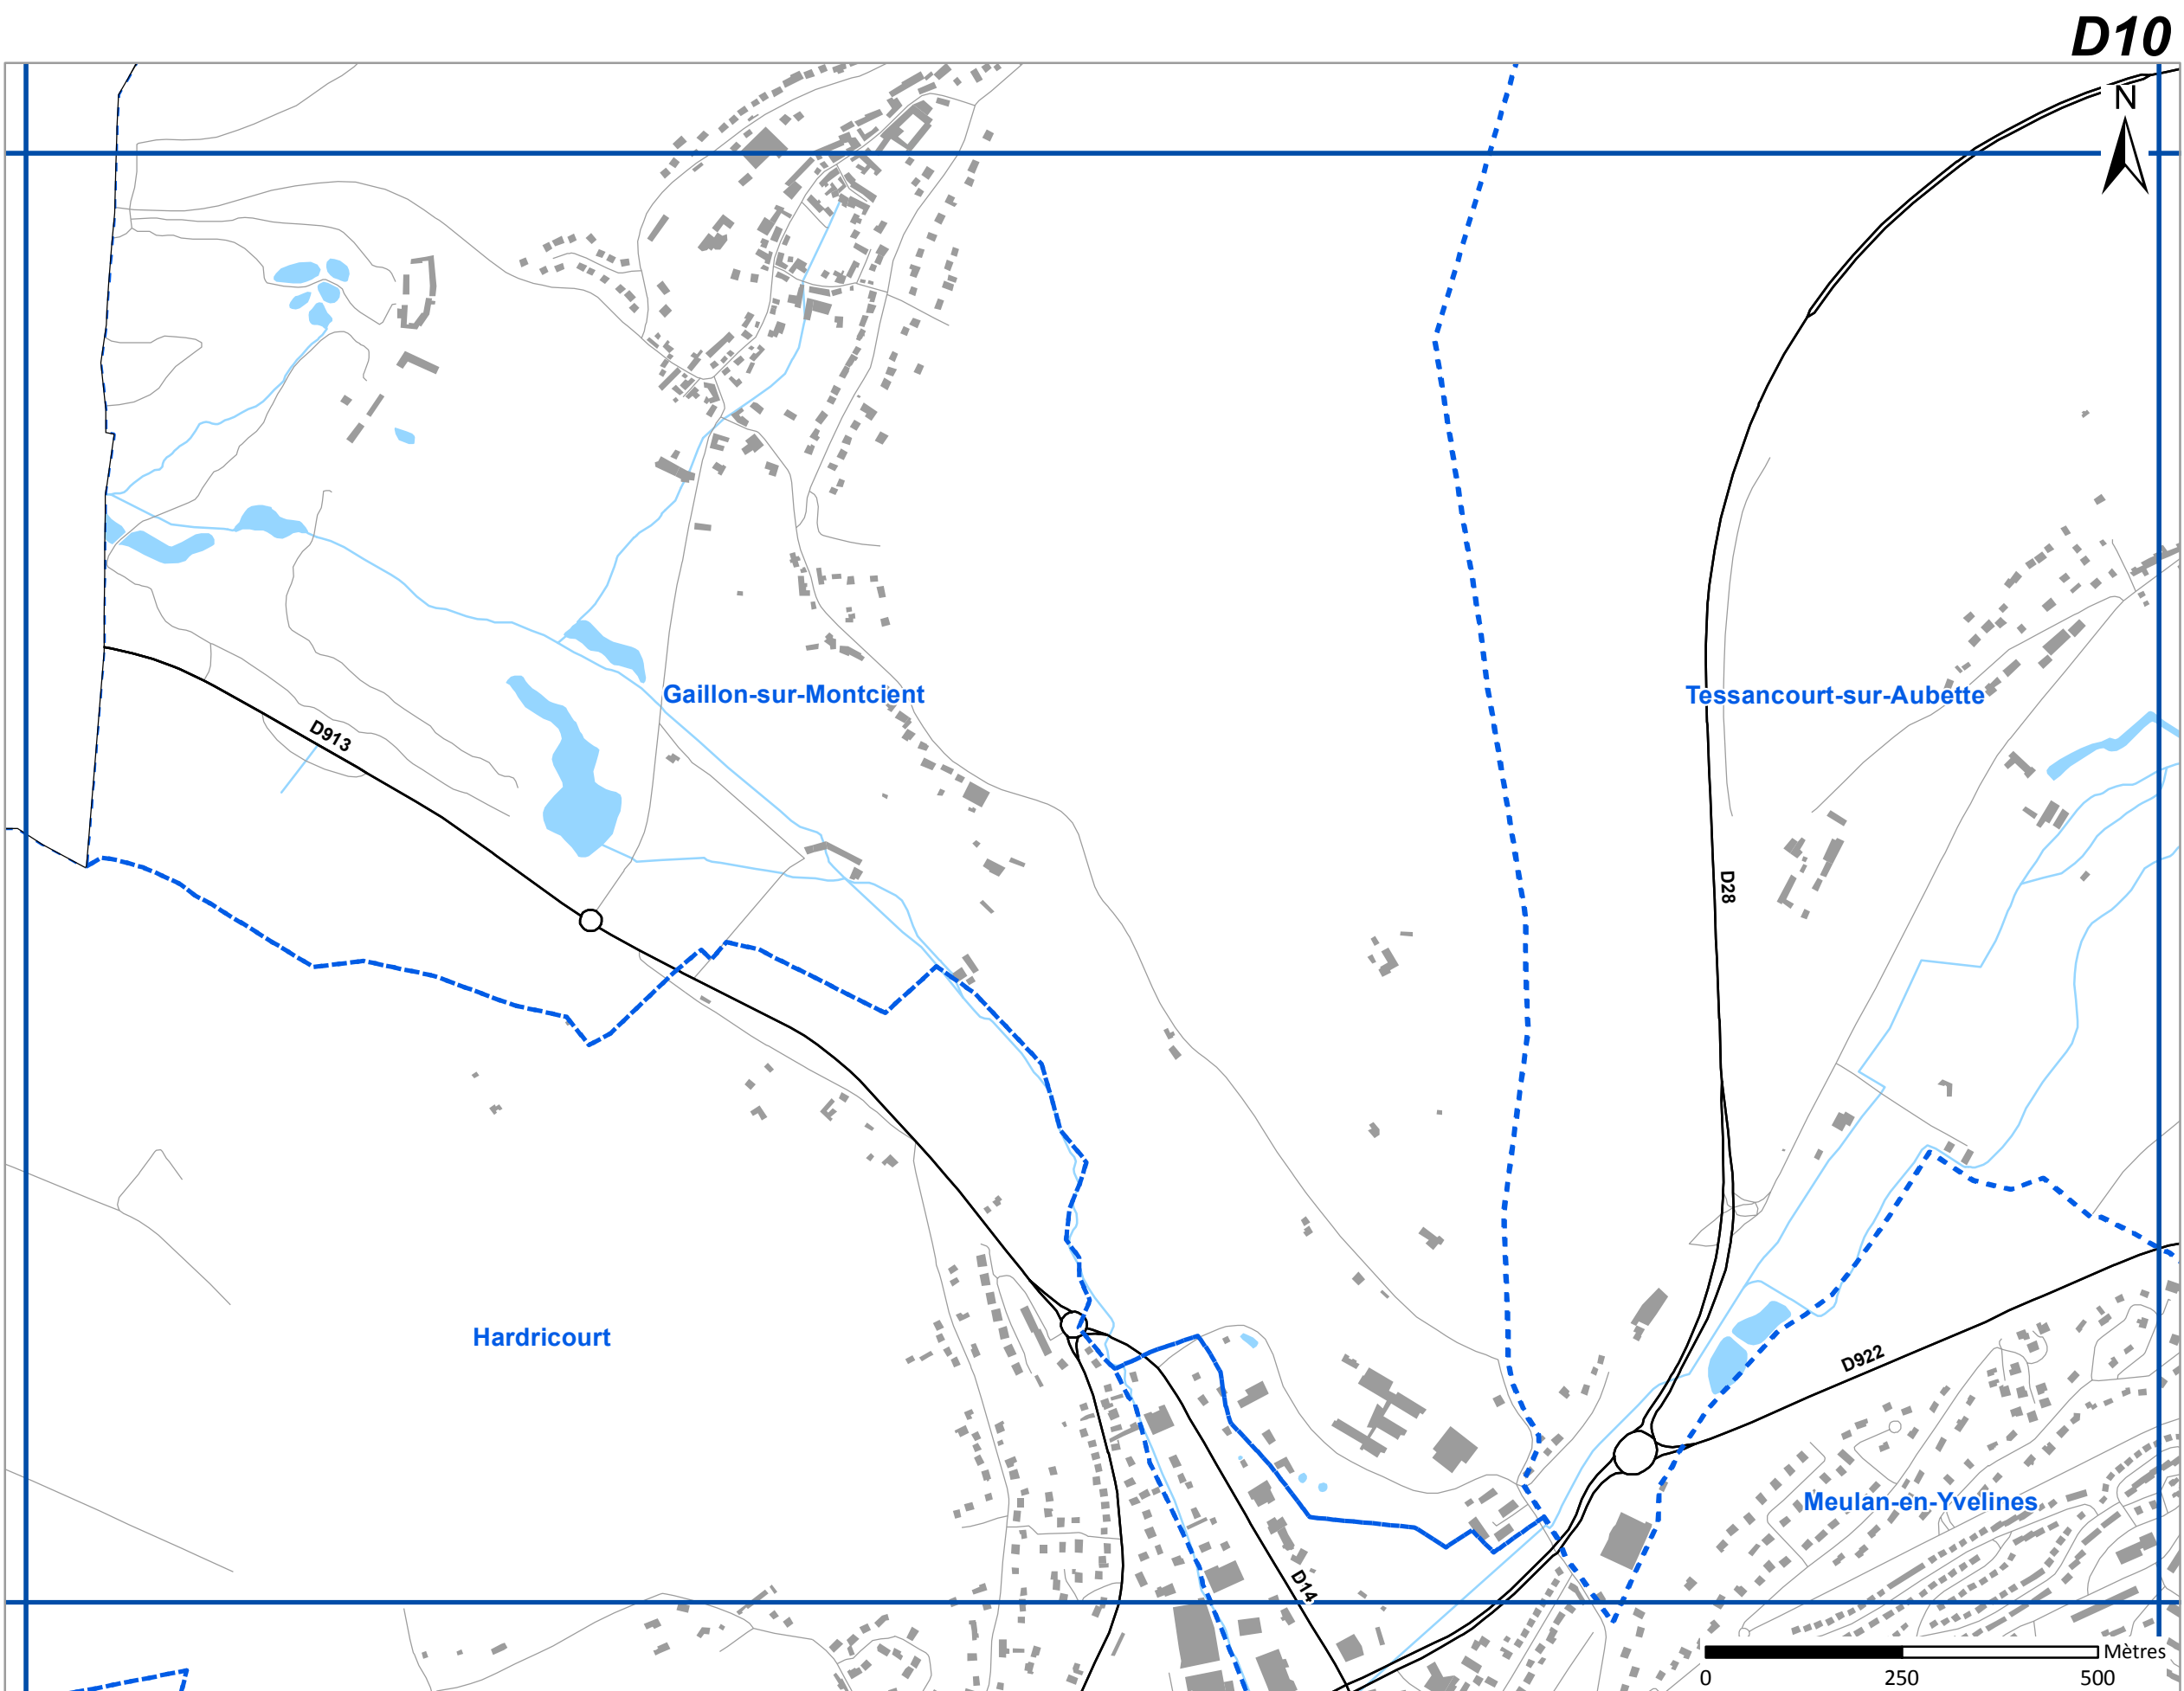 D10
N
Gaillon-sur-Montcient
Tessancourt-sur-Aubette
D913
D28
Hardricourt
D922
Meulan-en-Yvelines
D14
Mètres
0 250 500